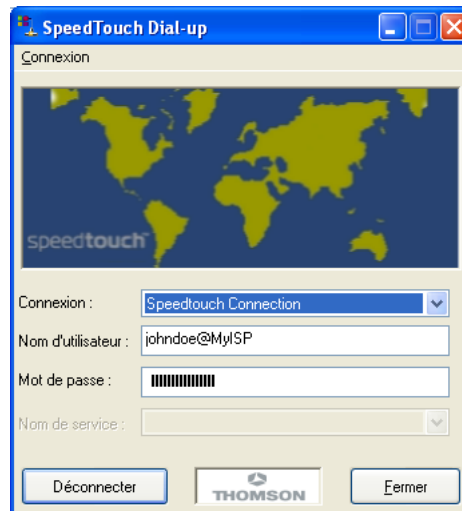 SpeedTouch Dial-up
Connexion
speedtouch™
Connexion : Speedtouch Connection
Nom d'utilisateur : johndoe@MyISP
Mot de passe :
Nom de service :
Déconnecter THOMSON Fermer